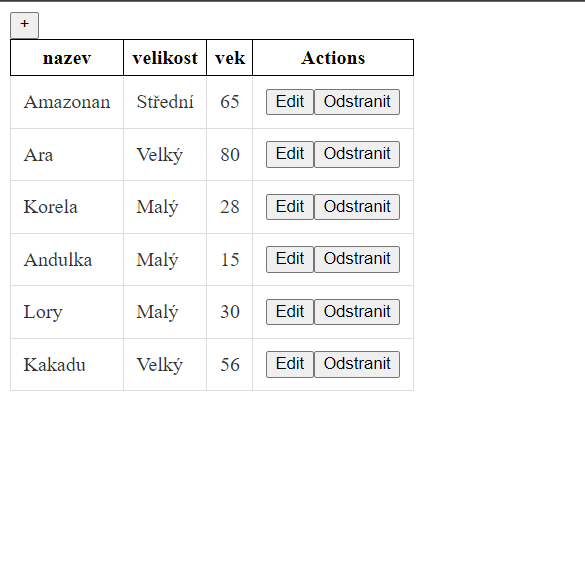 +
nazev velikost vek Actions
Amazonan Střední 65 Edit Odstranit
Ara Velký 80 Edit Odstranit
Korela Malý 28 Edit Odstranit
Andulka Malý 15 Edit Odstranit
Lory Malý 30 Edit Odstranit
Kakadu Velký 56 Edit Odstranit